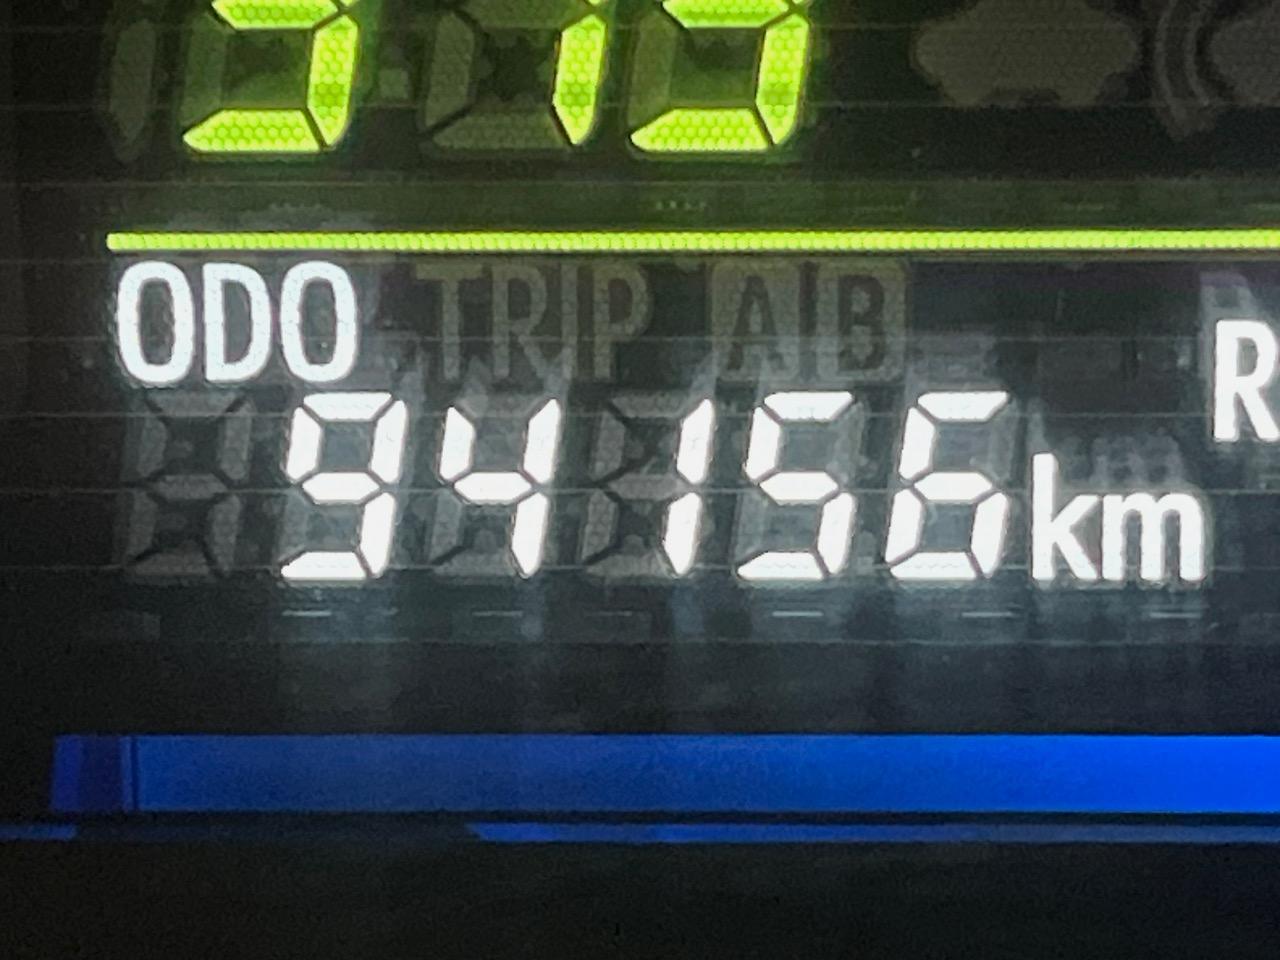 ODO TRIP A B
94156 km
R